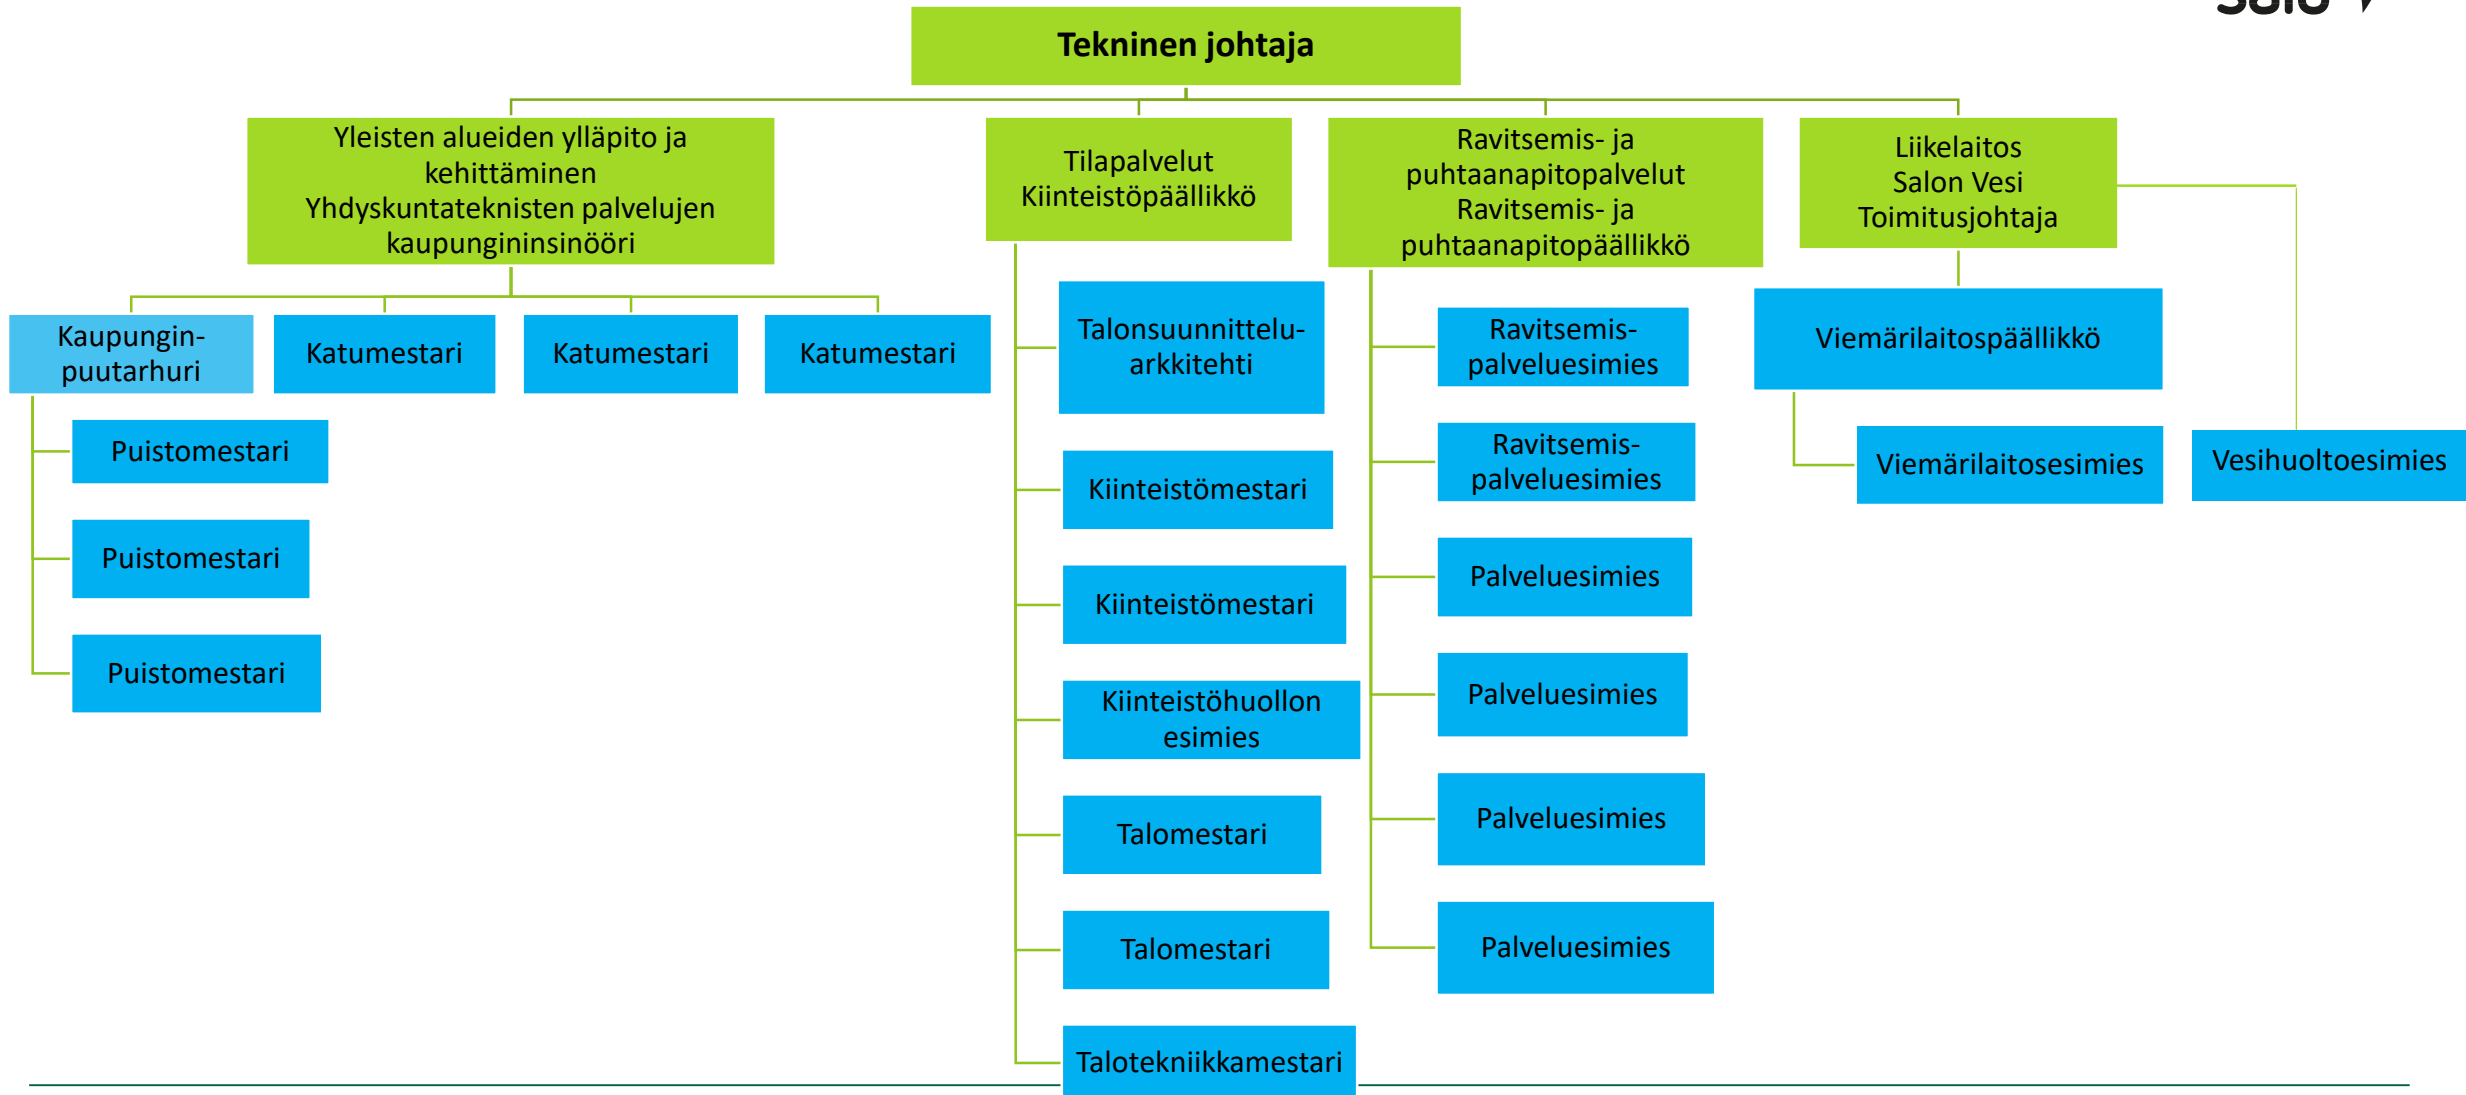 Salo
Tekninen johtaja
Yleisten alueiden ylläpito ja
kehittäminen
Yhdyskuntateknisten palvelujen
kaupungininsinööri
Tilapalvelut
Kiinteistöpäällikkö
Ravitsemis- ja
puhtaanapitopalvelut
Ravitsemis- ja
puhtaanapitopäällikkö
Liikelaitos
Salon Vesi
Toimitusjohtaja
Kaupungin-
puutarhuri
Katumestari
Katumestari
Katumestari
Puistomestari
Puistomestari
Puistomestari
Talonsuunnittelu-
arkkitehti
Kiinteistömestari
Kiinteistömestari
Kiinteistöhuollon
esimies
Talomestari
Talomestari
Talotekniikkamestari
Ravitsemis-
palveluesimies
Ravitsemis-
palveluesimies
Palveluesimies
Palveluesimies
Palveluesimies
Palveluesimies
Viemärilaitospäällikkö
Viemärilaitosesimies
Vesihuoltoesimies